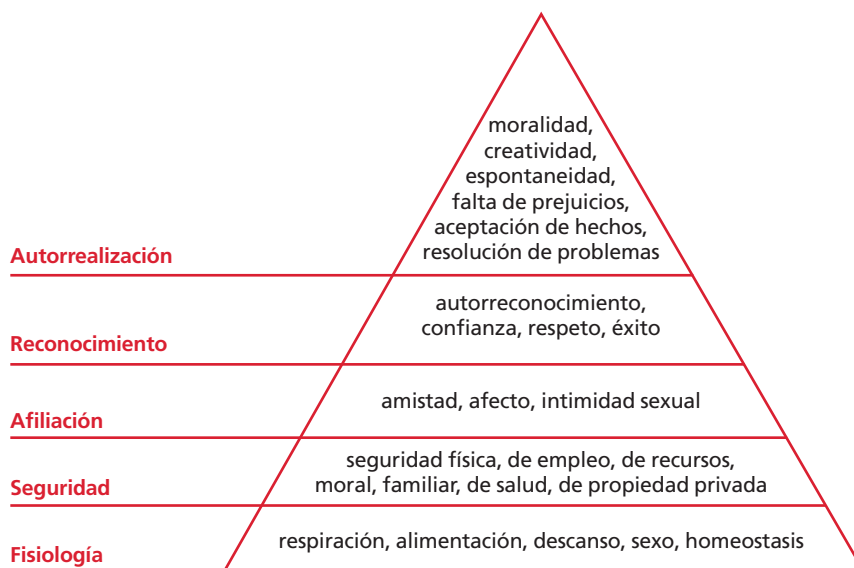 moralidad,
creatividad,
espontaneidad,
falta de prejuicios,
aceptación de hechos,
resolución de problemas
Autorrealización
autorreconocimiento,
confianza, respeto, éxito
Reconocimiento
amistad, afecto, intimidad sexual
Afiliación
seguridad física, de empleo, de recursos,
moral, familiar, de salud, de propiedad privada
Seguridad
respiración, alimentación, descanso, sexo, homeostasis
Fisiología